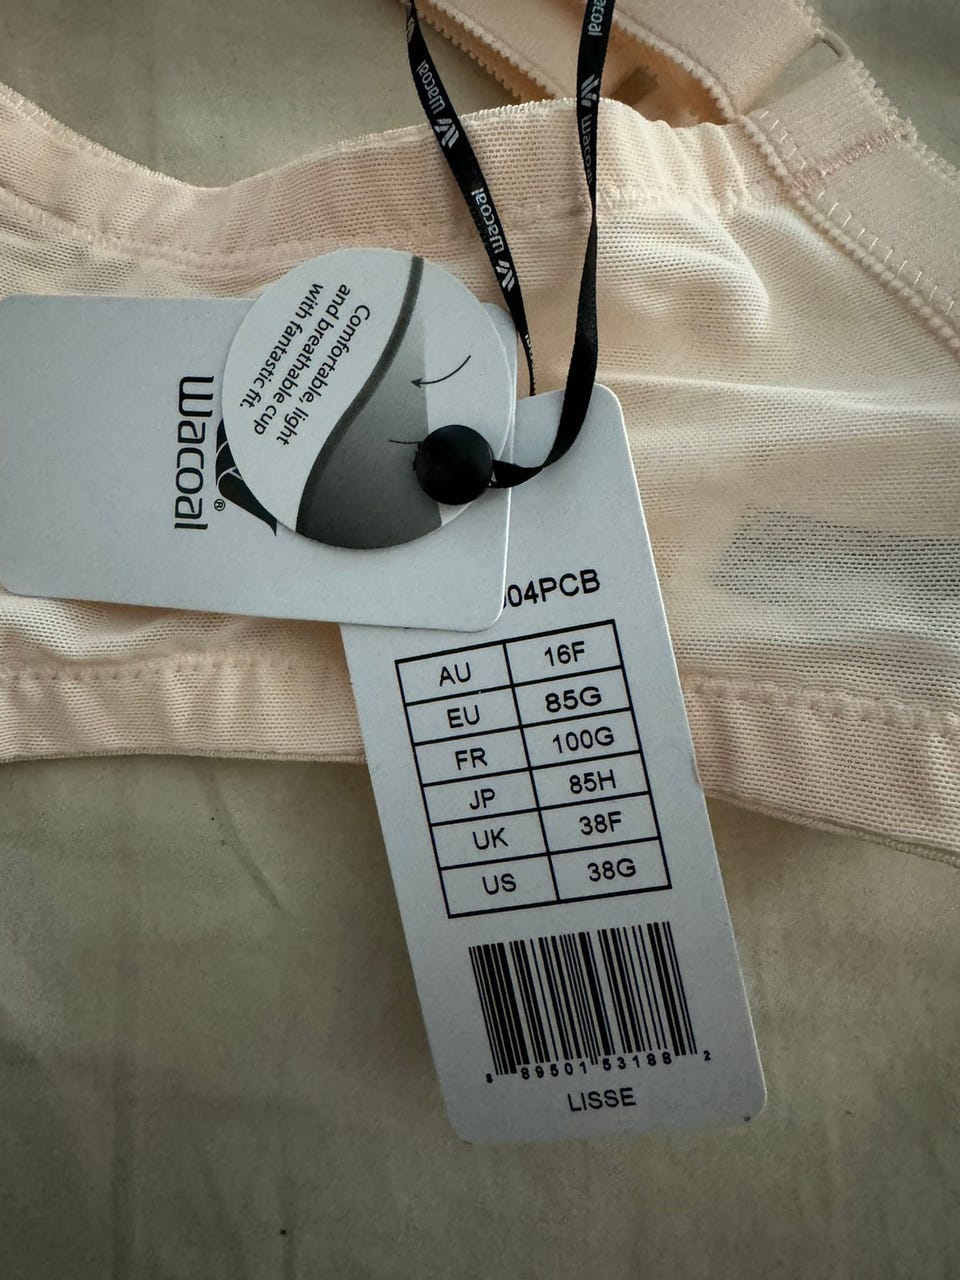 wacoal
wacoal
wacoal
wacoal
Comfortable, light
and breathable cup
with fantastic fit.
wacoal®
04PCB
AU 16F
EU 85G
FR 100G
JP 85H
UK 38F
US 38G
8 89501 53188 2
LISSE